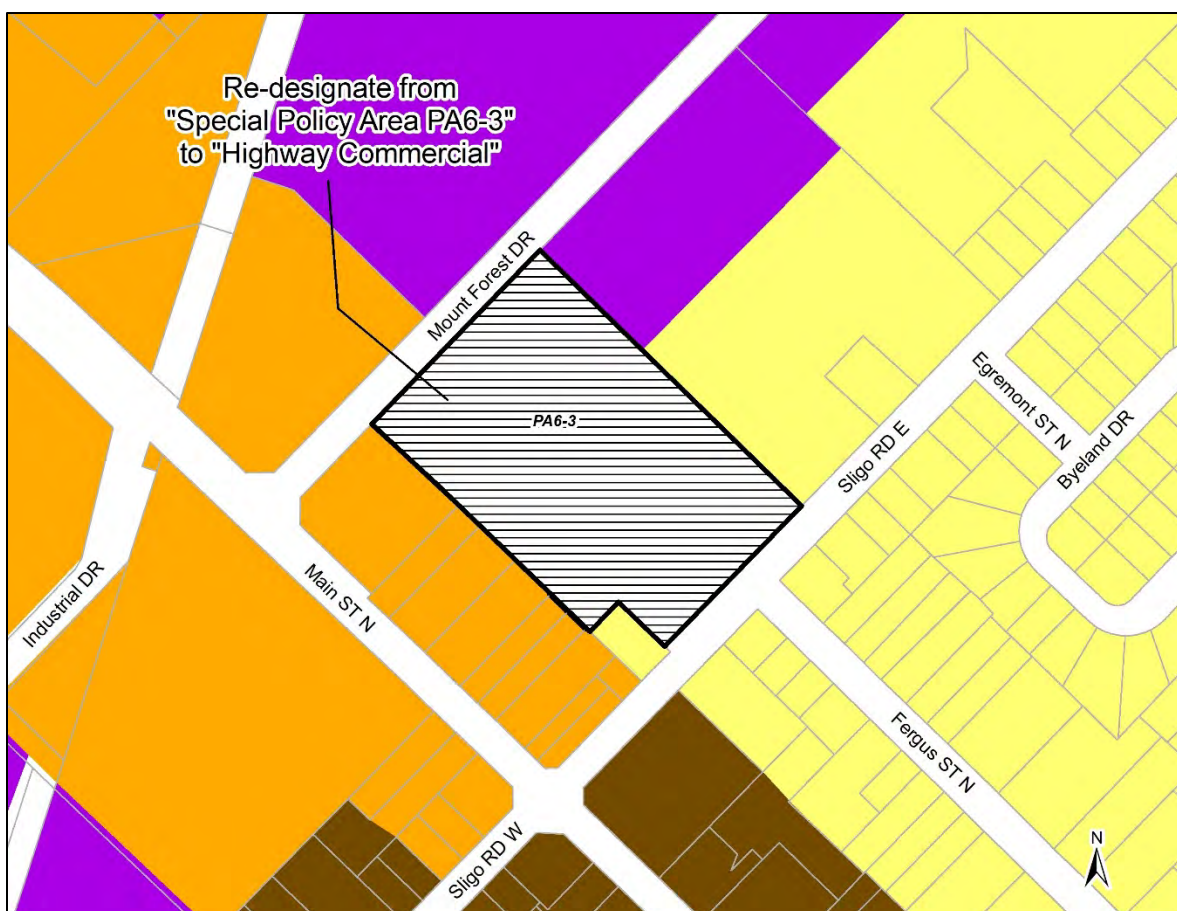 Re-designate from
"Special Policy Area PA6-3"
to "Highway Commercial"
Mount Forest DR
PA6-3
Egremont ST N
Sligo RD E
Byeland DR
Industrial DR
Main ST N
Fergus ST N
Sligo RD W
N